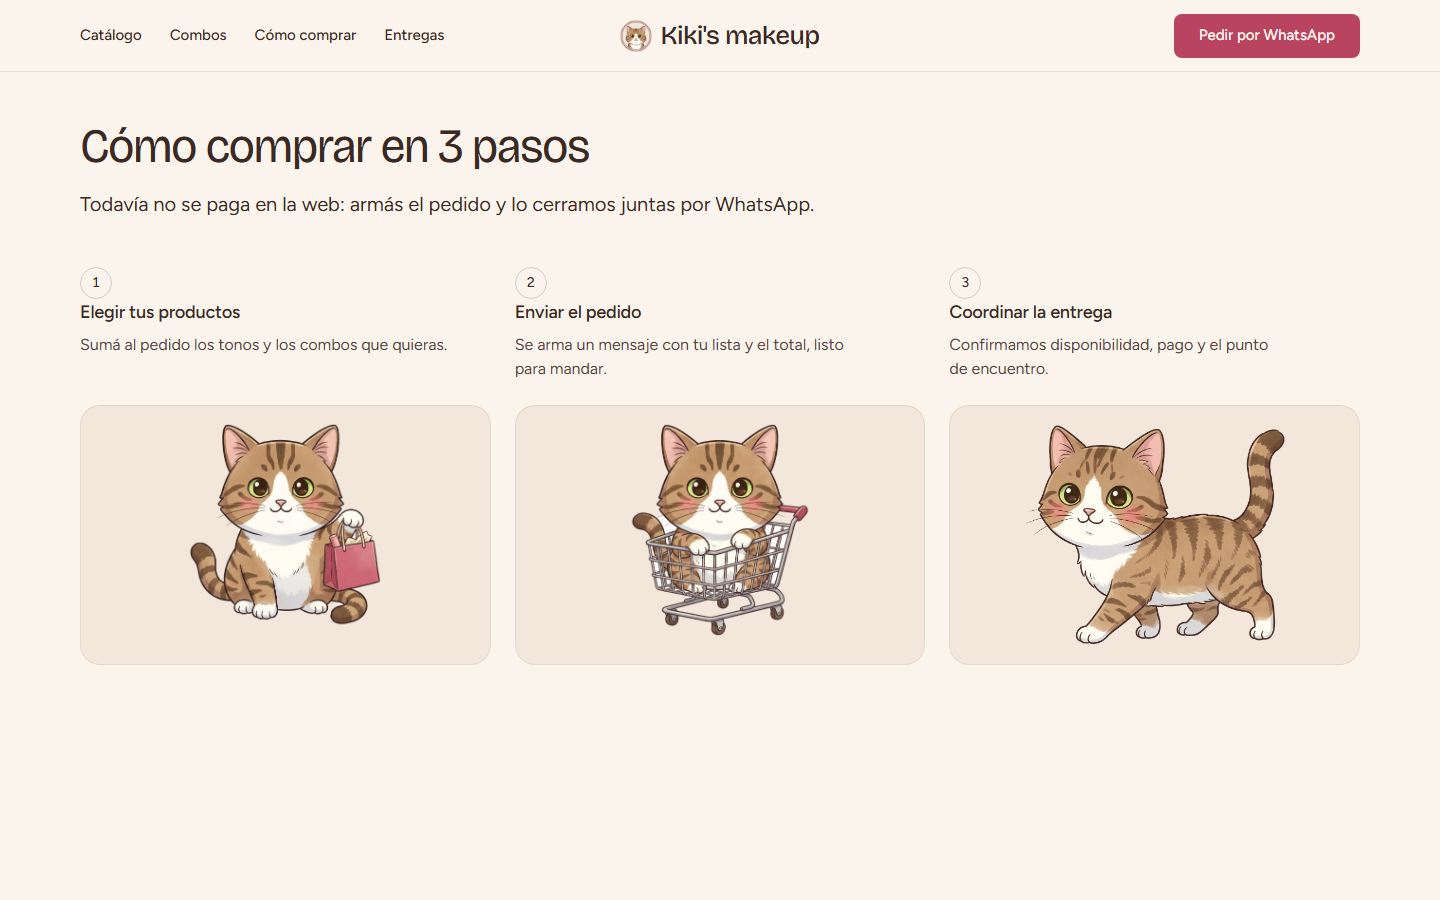 Catálogo Combos Cómo comprar Entregas Kiki's makeup Pedir por WhatsApp
Cómo comprar en 3 pasos
Todavía no se paga en la web: armás el pedido y lo cerramos juntas por WhatsApp.
1
Elegir tus productos
Sumá al pedido los tonos y los combos que quieras.
2
Enviar el pedido
Se arma un mensaje con tu lista y el total, listo
para mandar.
3
Coordinar la entrega
Confirmamos disponibilidad, pago y el punto
de encuentro.